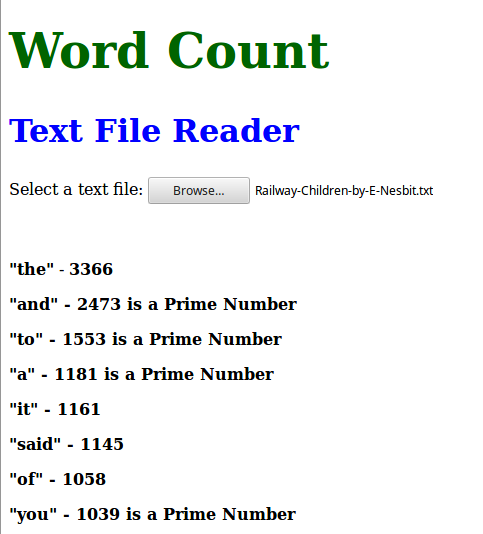 Word Count
Text File Reader
Select a text file: Browse... Railway-Children-by-E-Nesbit.txt
"the" - 3366
"and" - 2473 is a Prime Number
"to" - 1553 is a Prime Number
"a" - 1181 is a Prime Number
"it" - 1161
"said" - 1145
"of" - 1058
"you" - 1039 is a Prime Number